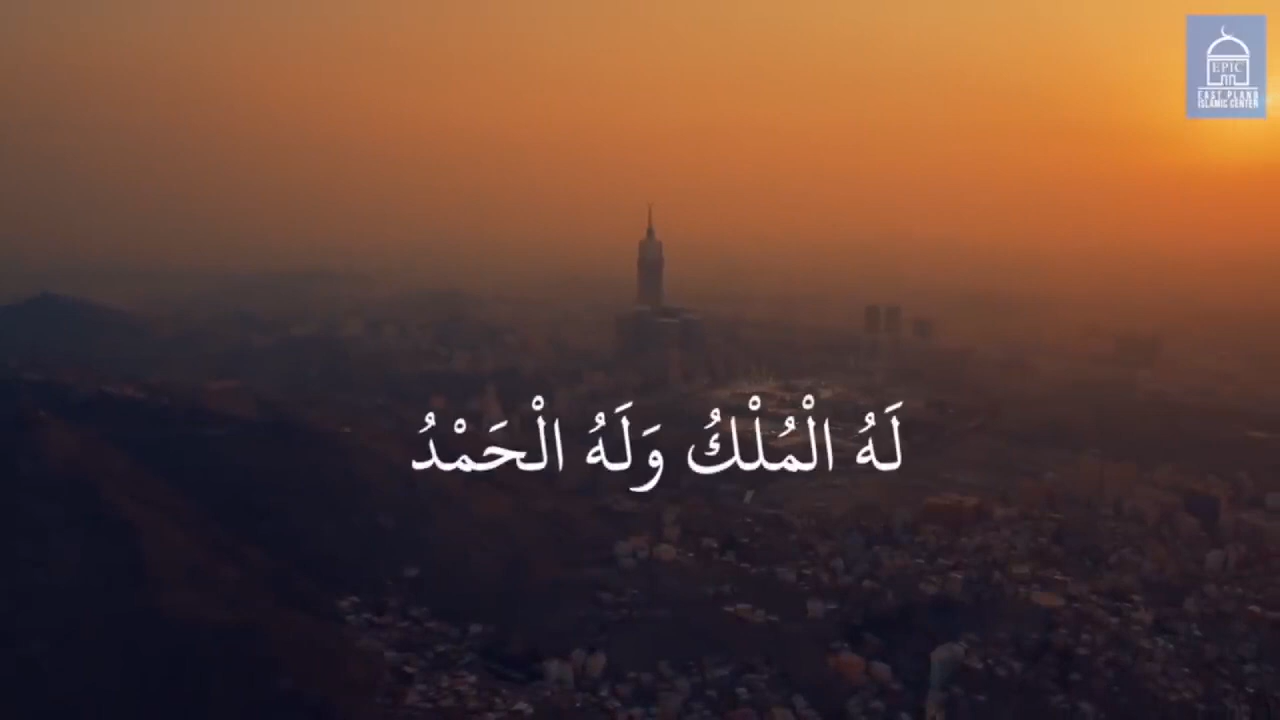 EPIC
EAST PLANO
ISLAMIC CENTER
لَهُ الْمُلْكُ وَلَهُ الْحَمْدُ